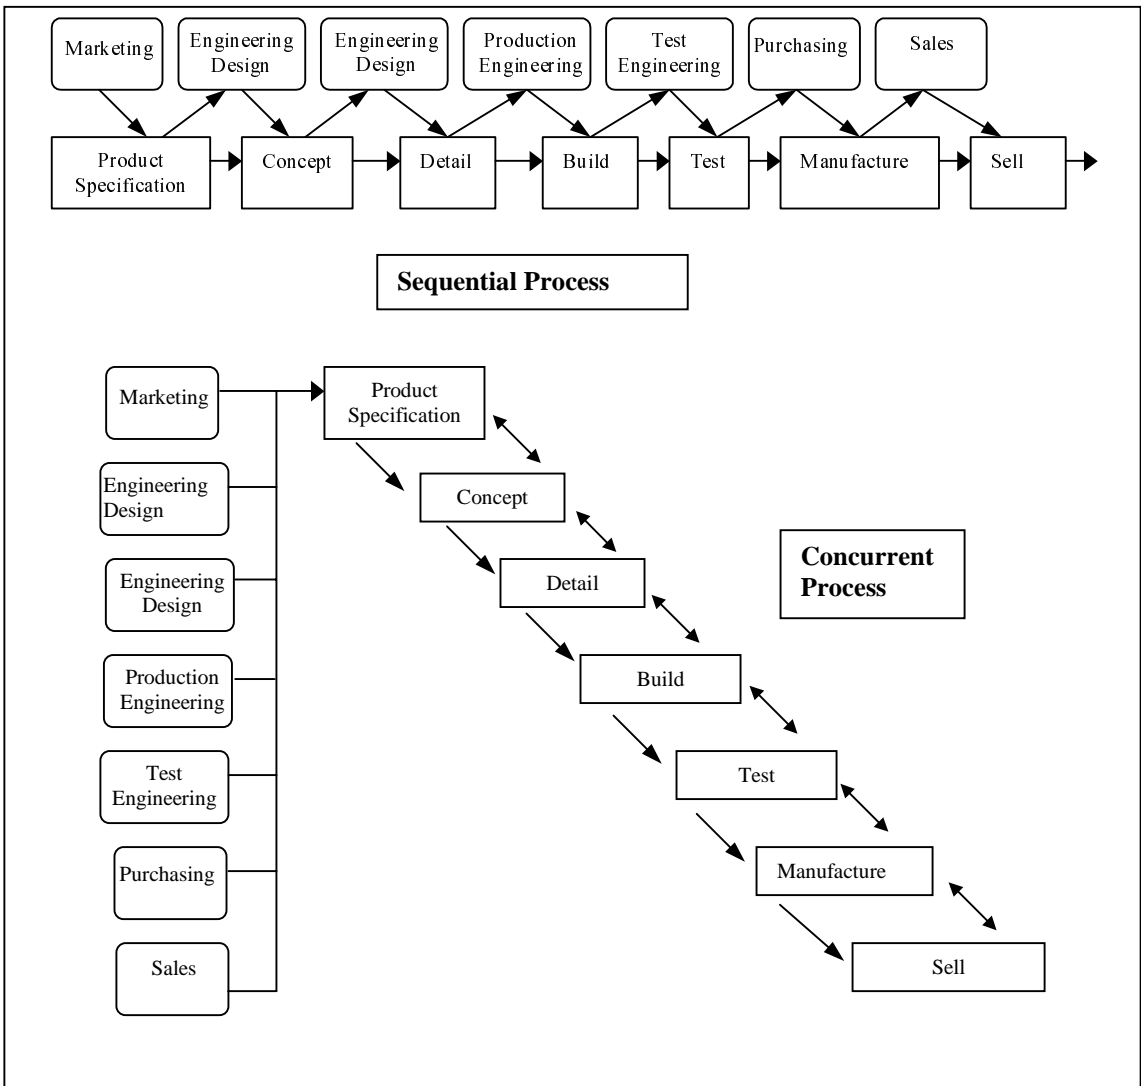 Marketing
Engineering
Design
Engineering
Design
Production
Engineering
Test
Engineering
Purchasing
Sales
Product
Specification
Concept
Detail
Build
Test
Manufacture
Sell
Sequential Process
Marketing
Product
Specification
Engineering
Design
Concept
Concurrent
Process
Engineering
Design
Detail
Production
Engineering
Build
Test
Engineering
Test
Purchasing
Manufacture
Sales
Sell